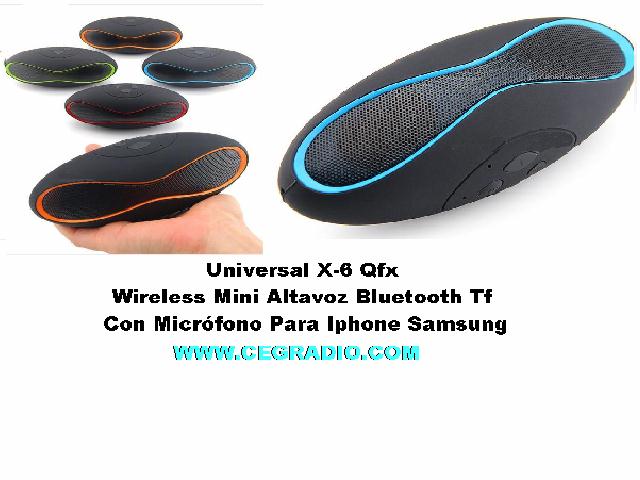 Universal X-6 Qfx
Wireless Mini Altavoz Bluetooth Tf
Con Micrófono Para Iphone Samsung
WWW.CEGRADIO.COM